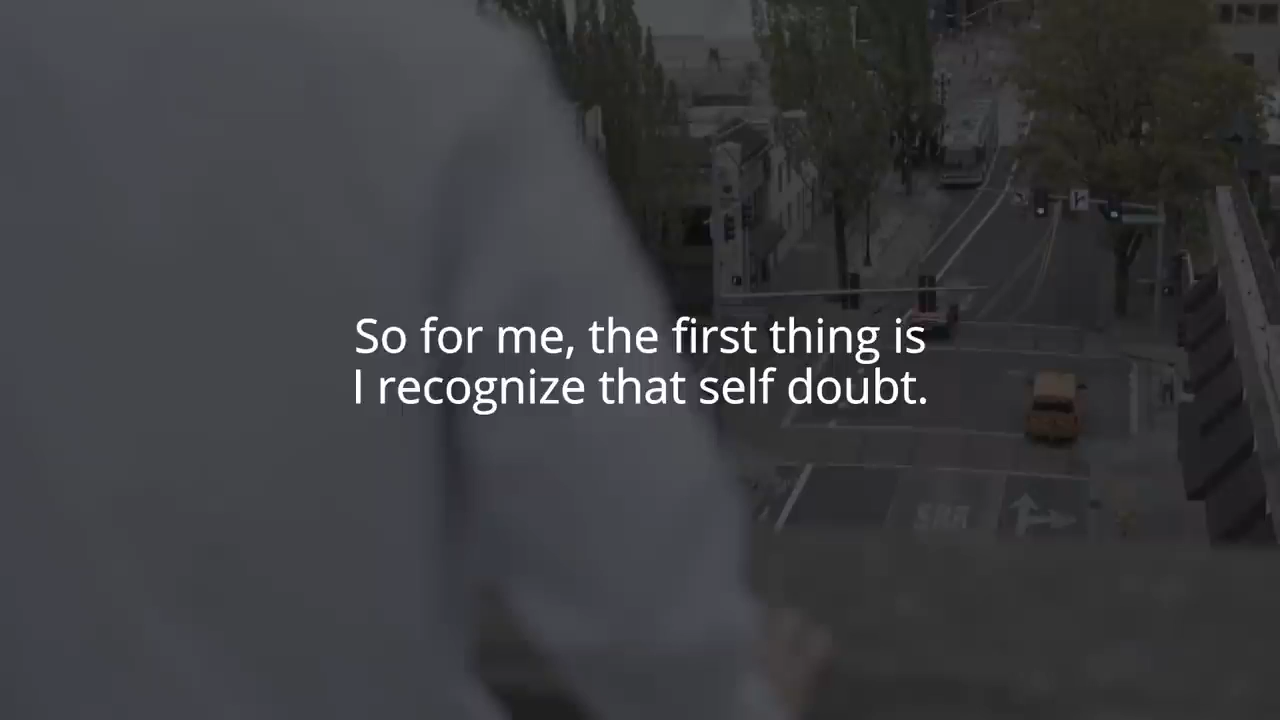 So for me, the first thing is
I recognize that self doubt.